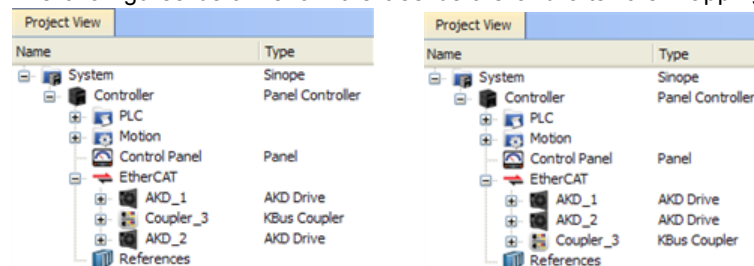 Project View
Name Type
System Sinope
Controller Panel Controller
PLC
Motion
Control Panel Panel
EtherCAT
AKD_1 AKD Drive
Coupler_3 KBus Coupler
AKD_2 AKD Drive
References
Project View
Name Type
System Sinope
Controller Panel Controller
PLC
Motion
Control Panel Panel
EtherCAT
AKD_1 AKD Drive
AKD_2 AKD Drive
Coupler_3 KBus Coupler
References